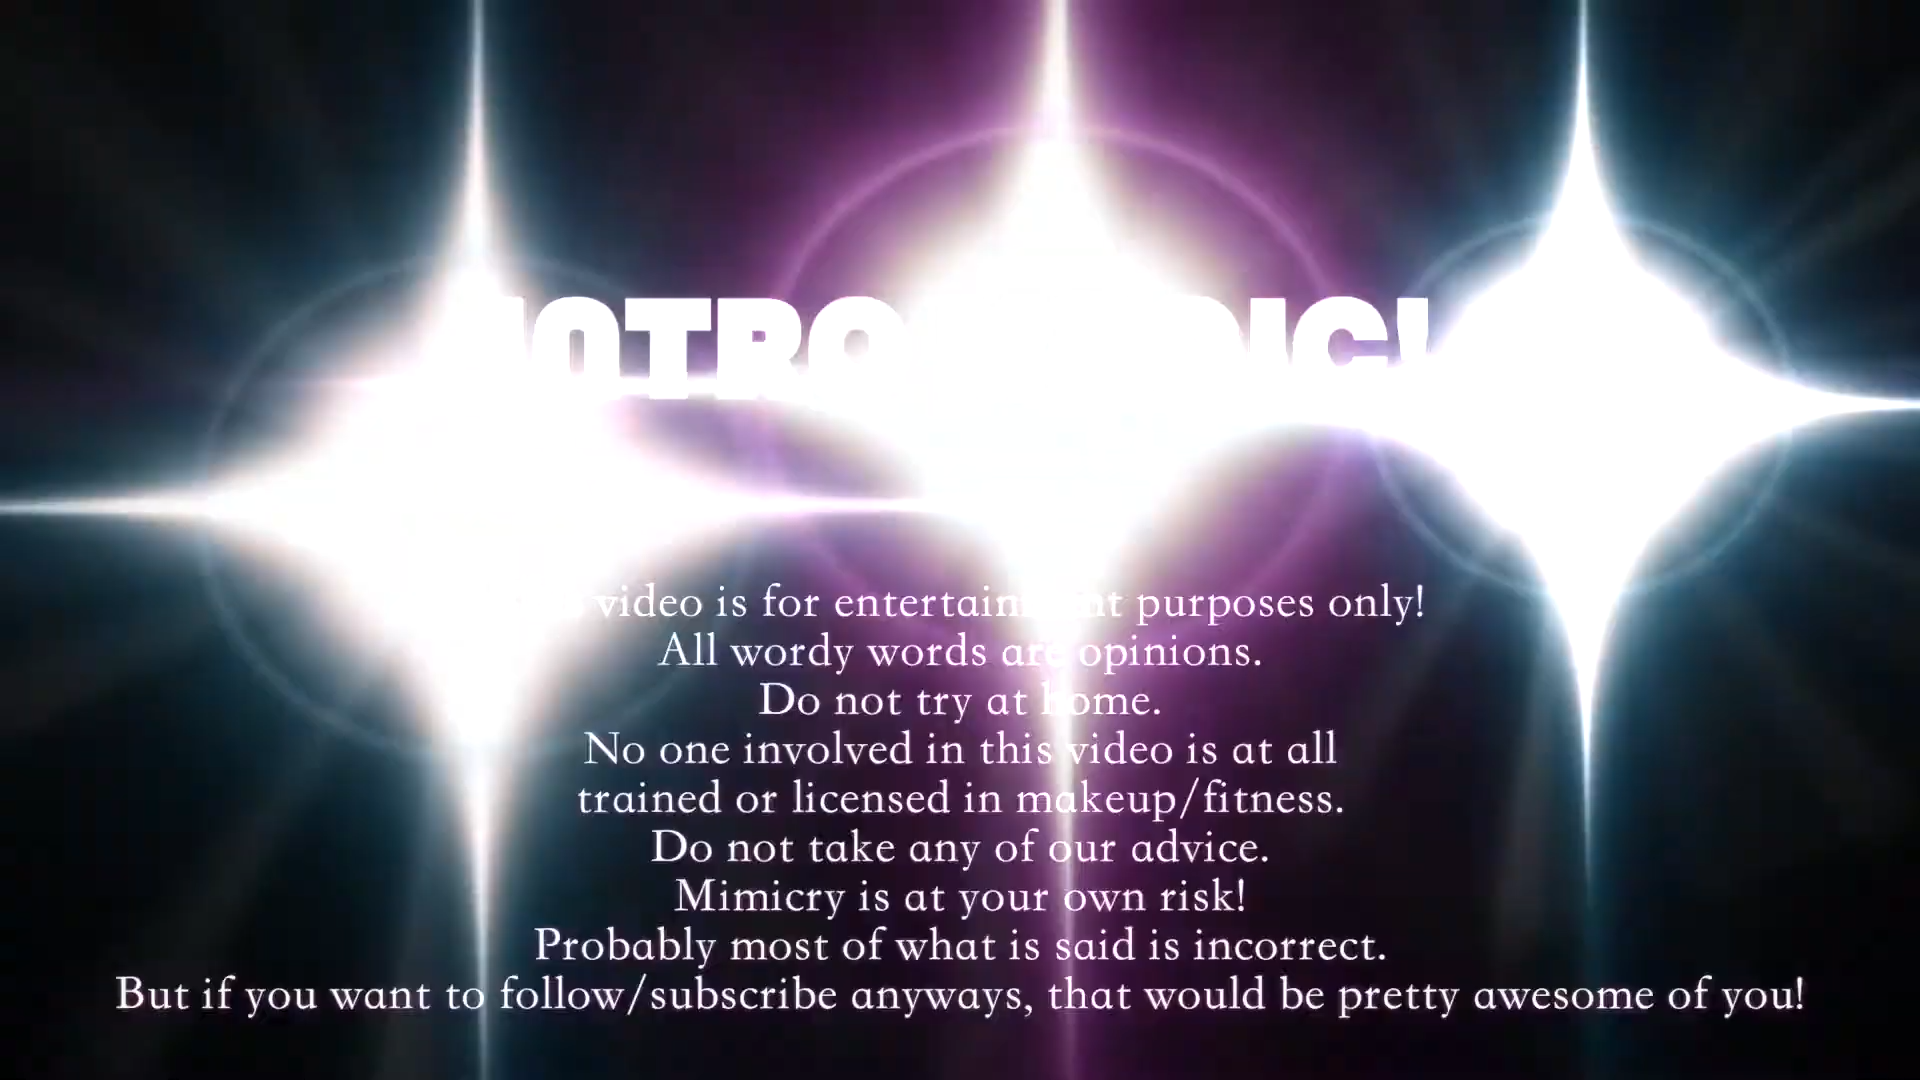 video is for entertainment purposes only!
All wordy words are opinions.
Do not try at home.
No one involved in this video is at all
trained or licensed in makeup/fitness.
Do not take any of our advice.
Mimicry is at your own risk!
Probably most of what is said is incorrect.
But if you want to follow/subscribe anyways, that would be pretty awesome of you!